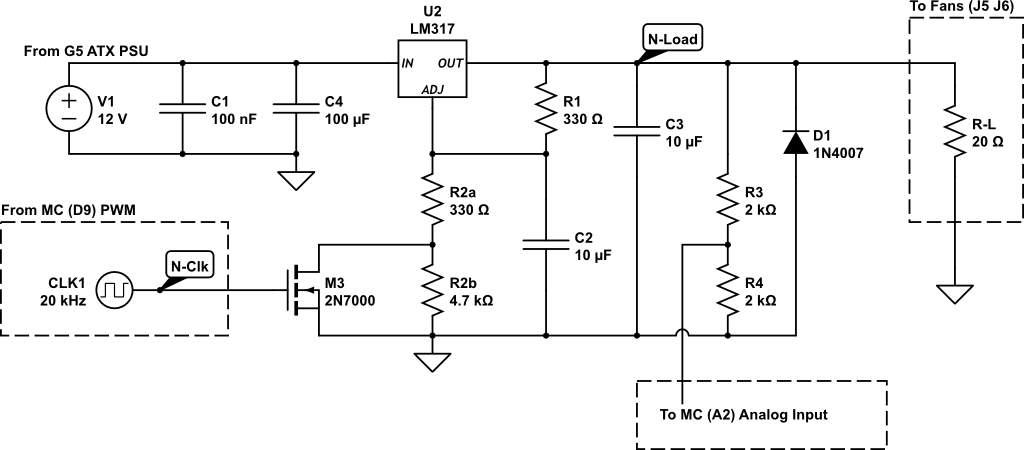 To Fans (J5 J6)
U2
LM317
N-Load
From G5 ATX PSU
IN OUT
ADJ
V1
12 V
C1
100 nF
C4
100 µF
R1
330 Ω
C3
10 µF
D1
1N4007
R-L
20 Ω
R2a
330 Ω
R3
2 kΩ
From MC (D9) PWM
N-Clk
C2
10 µF
CLK1
20 kHz
M3
2N7000
R2b
4.7 kΩ
R4
2 kΩ
To MC (A2) Analog Input